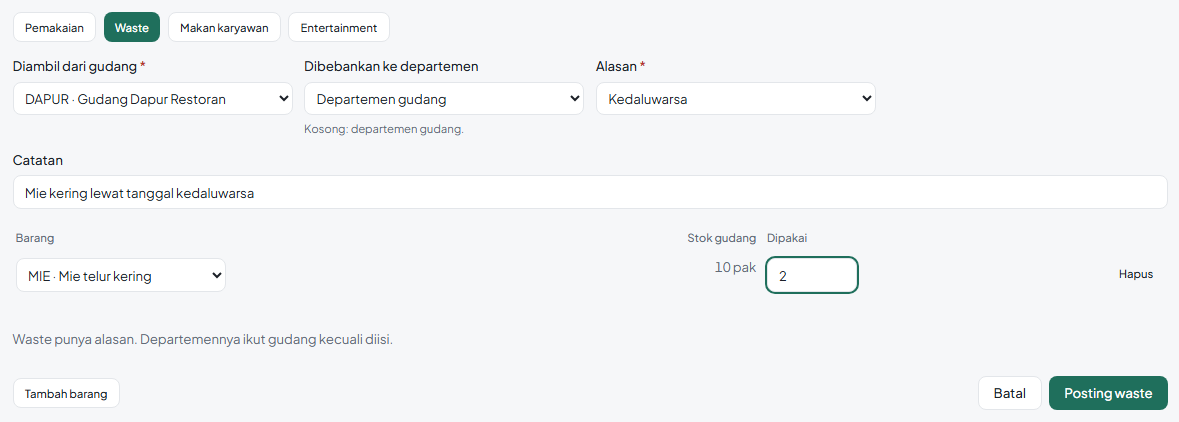 Pemakaian Waste Makan karyawan Entertainment
Diambil dari gudang * Dibebankan ke departemen Alasan *
DAPUR · Gudang Dapur Restoran Departemen gudang Kedaluwarsa
Kosong: departemen gudang.
Catatan
Mie kering lewat tanggal kedaluwarsa
Barang Stok gudang Dipakai
MIE · Mie telur kering 10 pak 2 Hapus
Waste punya alasan. Departemennya ikut gudang kecuali diisi.
Tambah barang Batal Posting waste